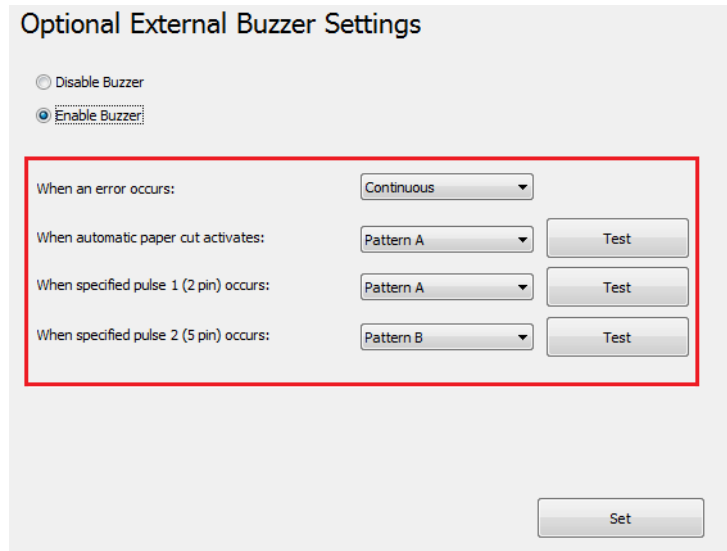 Optional External Buzzer Settings
Disable Buzzer
Enable Buzzer
When an error occurs: Continuous
When automatic paper cut activates: Pattern A Test
When specified pulse 1 (2 pin) occurs: Pattern A Test
When specified pulse 2 (5 pin) occurs: Pattern B Test
Set